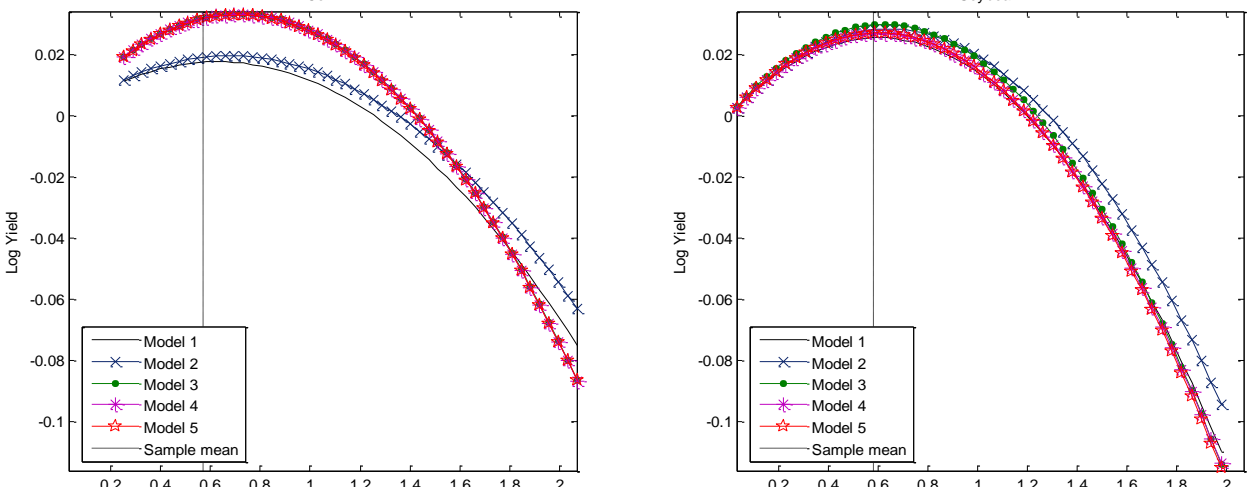 0.02
0
-0.02
-0.04
-0.06
-0.08
-0.1
Log Yield
Model 1
Model 2
Model 3
Model 4
Model 5
Sample mean
0.2 0.4 0.6 0.8 1 1.2 1.4 1.6 1.8 2
0.02
0
-0.02
-0.04
-0.06
-0.08
-0.1
Log Yield
Model 1
Model 2
Model 3
Model 4
Model 5
Sample mean
0.2 0.4 0.6 0.8 1 1.2 1.4 1.6 1.8 2